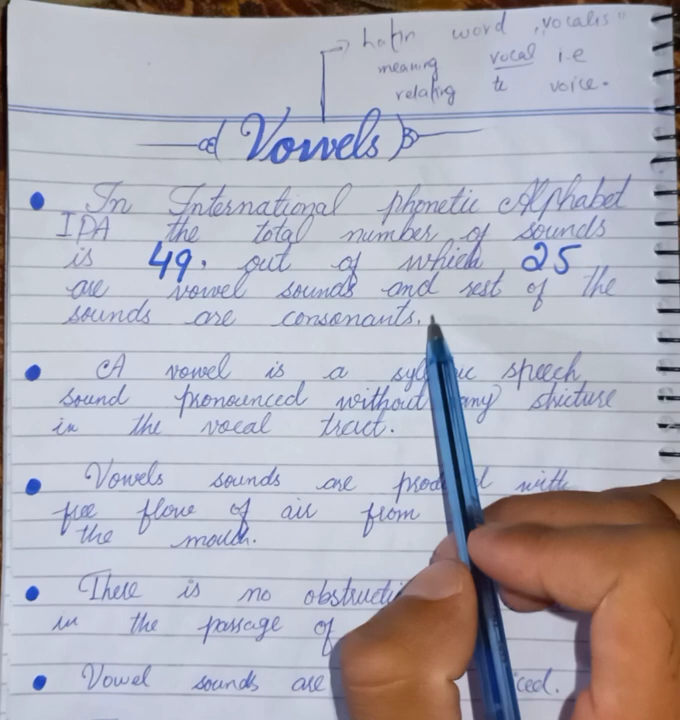 Latin word "vocalis"
meaning vocal i.e
relating to voice.
Vowels
In International phonetic Alphabet
IPA the total number of sounds
is 49. out of which 25
are vowel sounds and rest of the
sounds are consonants.
A vowel is a speech
sound pronounced without any stricture
in the vocal tract.
Vowels sounds are with
free flow of air from
the mouth.
There is no
in the passage of
Vowel sounds are